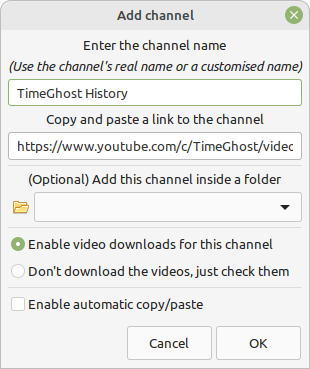 Add channel
Enter the channel name
(Use the channel's real name or a customised name)
TimeGhost History
Copy and paste a link to the channel
https://www.youtube.com/c/TimeGhost/videc
(Optional) Add this channel inside a folder
Enable video downloads for this channel
Don't download the videos, just check them
Enable automatic copy/paste
Cancel
OK